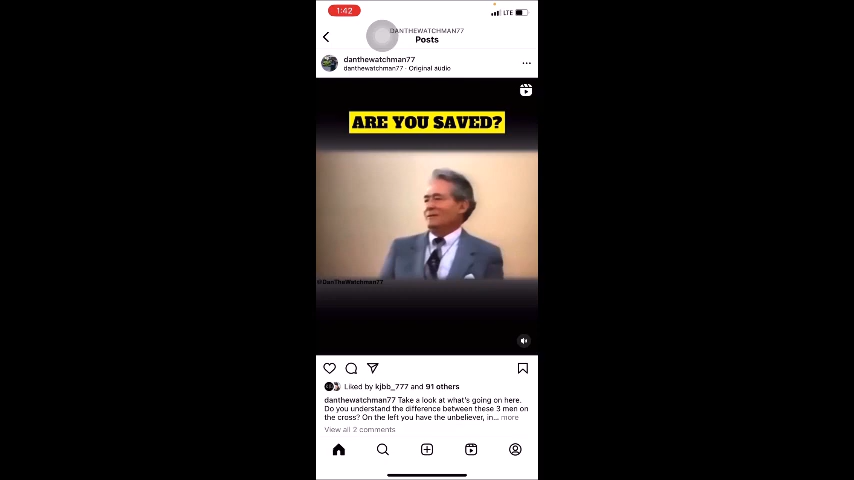 1:42
LTE
DANTHEWATCHMAN77
Posts
danthewatchman77
danthewatchman77 · Original audio
ARE YOU SAVED?
@DanTheWatchman77
Liked by kjbb_777 and 91 others
danthewatchman77 Take a look at what's going on here.
Do you understand the difference between these 3 men on
the cross? On the left you have the unbeliever, in... more
View all 2 comments